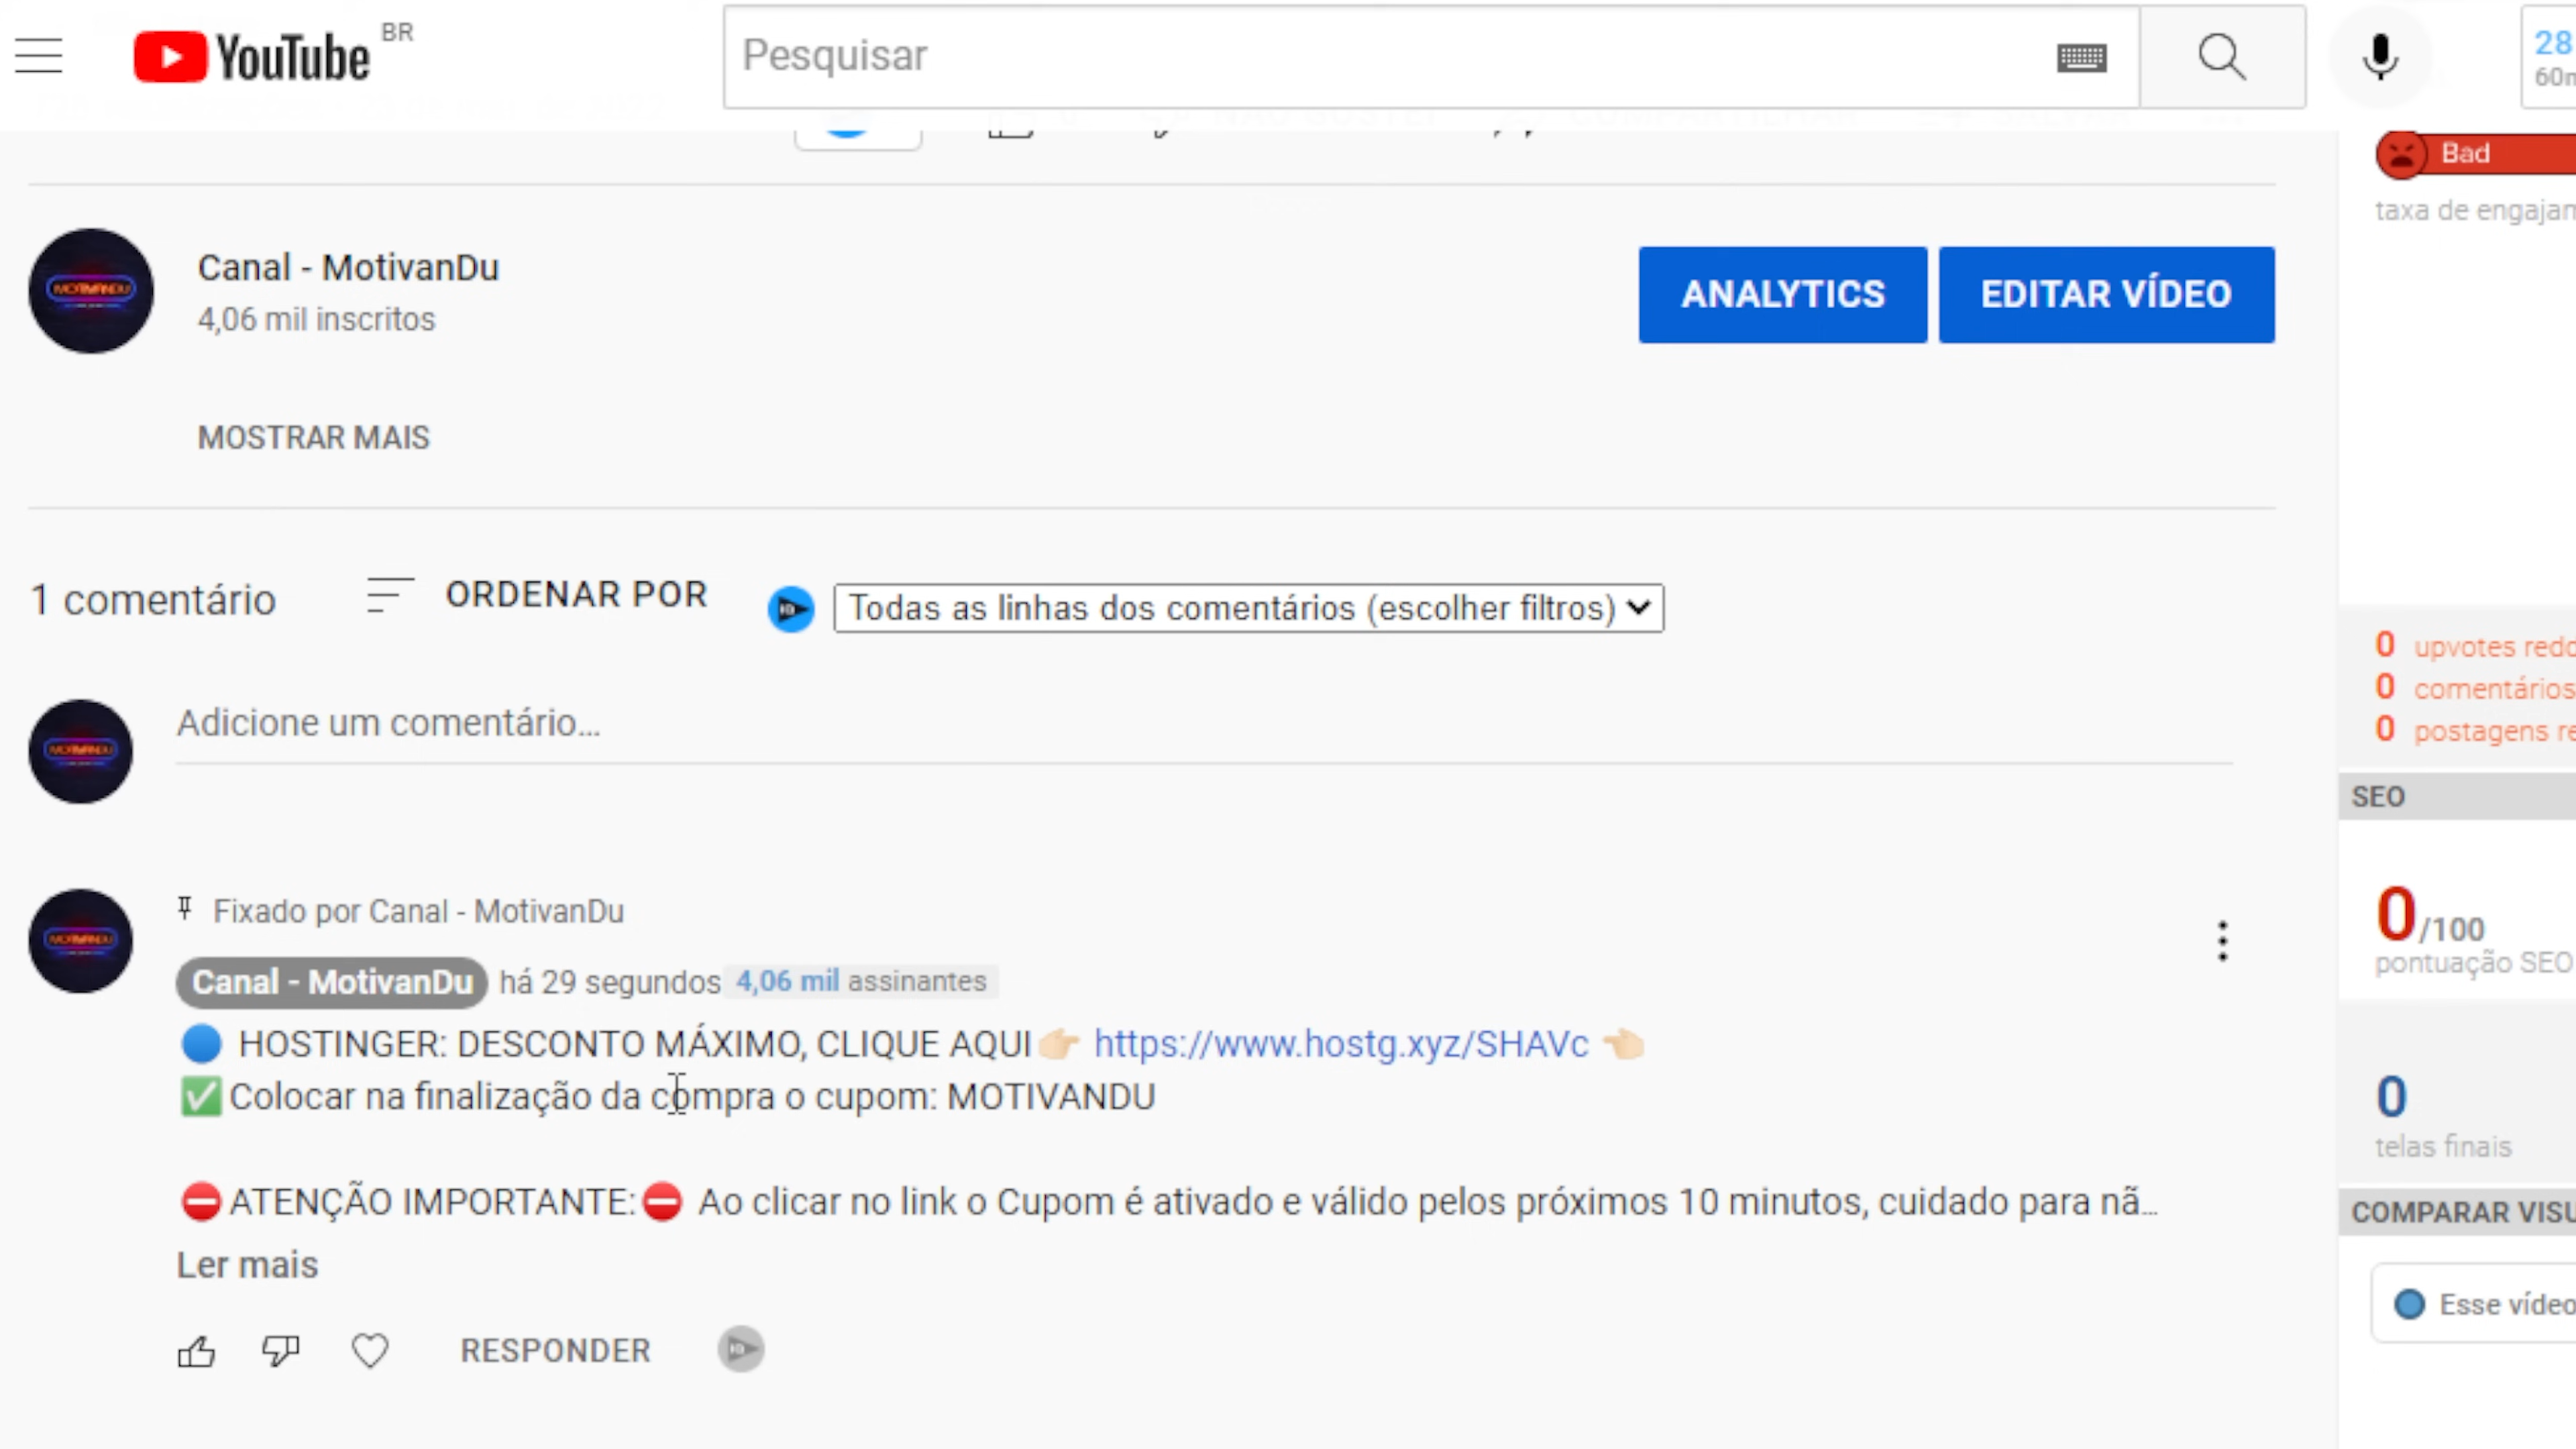 YouTube BR
Pesquisar
28
60m
Bad
taxa de engajam
Canal - MotivanDu
4,06 mil inscritos
ANALYTICS
EDITAR VÍDEO
MOSTRAR MAIS
1 comentário
ORDENAR POR
Todas as linhas dos comentários (escolher filtros)
0 upvotes redd
0 comentários
0 postagens re
Adicione um comentário...
SEO
0/100
pontuação SEO
Fixado por Canal - MotivanDu
Canal - MotivanDu há 29 segundos 4,06 mil assinantes
🔵 HOSTINGER: DESCONTO MÁXIMO, CLIQUE AQUI👉🏻 https://www.hostg.xyz/SHAVc 👈🏻
✅Colocar na finalização da compra o cupom: MOTIVANDU
0
telas finais
⛔ATENÇÃO IMPORTANTE:⛔ Ao clicar no link o Cupom é ativado e válido pelos próximos 10 minutos, cuidado para nã...
COMPARAR VISU
Ler mais
Esse vídeo
RESPONDER